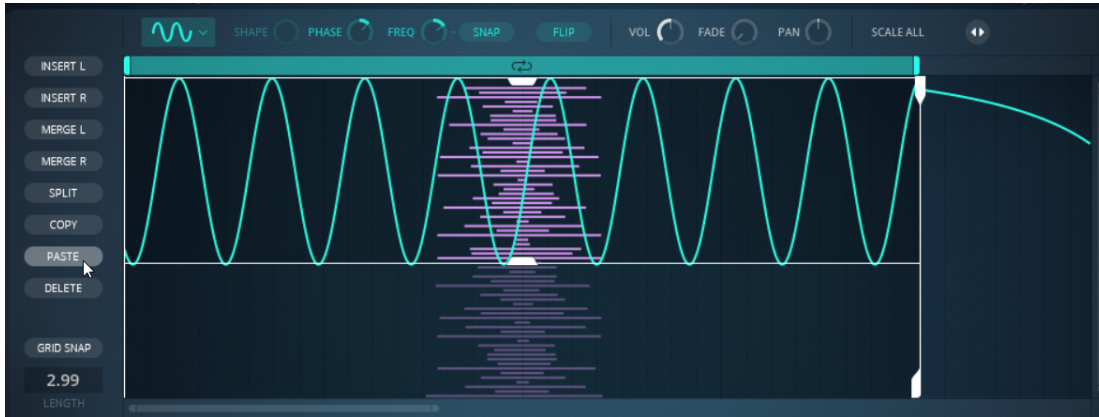 SHAPE PHASE FREQ SNAP FLIP VOL FADE PAN SCALE ALL
INSERT L
INSERT R
MERGE L
MERGE R
SPLIT
COPY
PASTE
DELETE
GRID SNAP
2.99
LENGTH